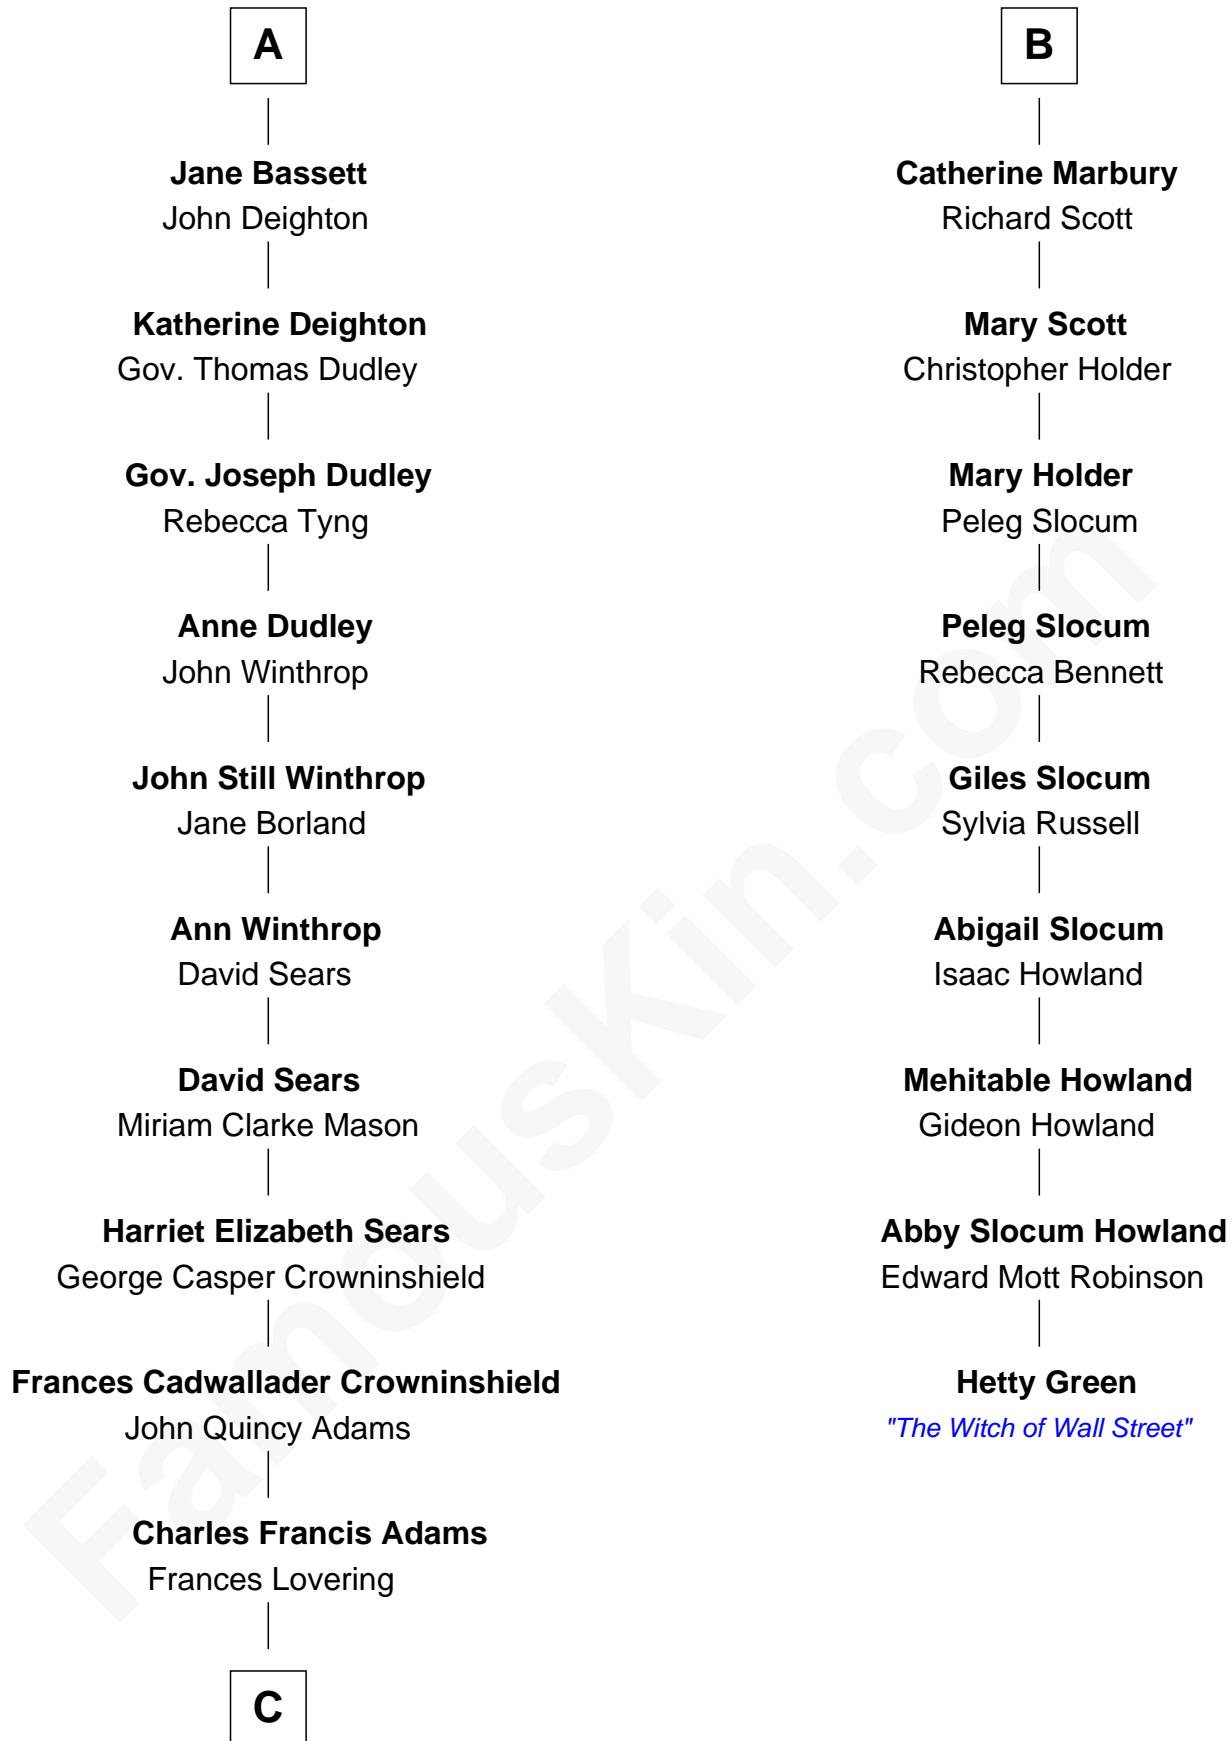 A
Jane Bassett
John Deighton
Katherine Deighton
Gov. Thomas Dudley
Gov. Joseph Dudley
Rebecca Tyng
Anne Dudley
John Winthrop
John Still Winthrop
Jane Borland
Ann Winthrop
David Sears
David Sears
Miriam Clarke Mason
Harriet Elizabeth Sears
George Casper Crowninshield
Frances Cadwallader Crowninshield
John Quincy Adams
Charles Francis Adams
Frances Lovering
C
B
Catherine Marbury
Richard Scott
Mary Scott
Christopher Holder
Mary Holder
Peleg Slocum
Peleg Slocum
Rebecca Bennett
Giles Slocum
Sylvia Russell
Abigail Slocum
Isaac Howland
Mehitable Howland
Gideon Howland
Abby Slocum Howland
Edward Mott Robinson
Hetty Green
"The Witch of Wall Street"
FamousKin.com